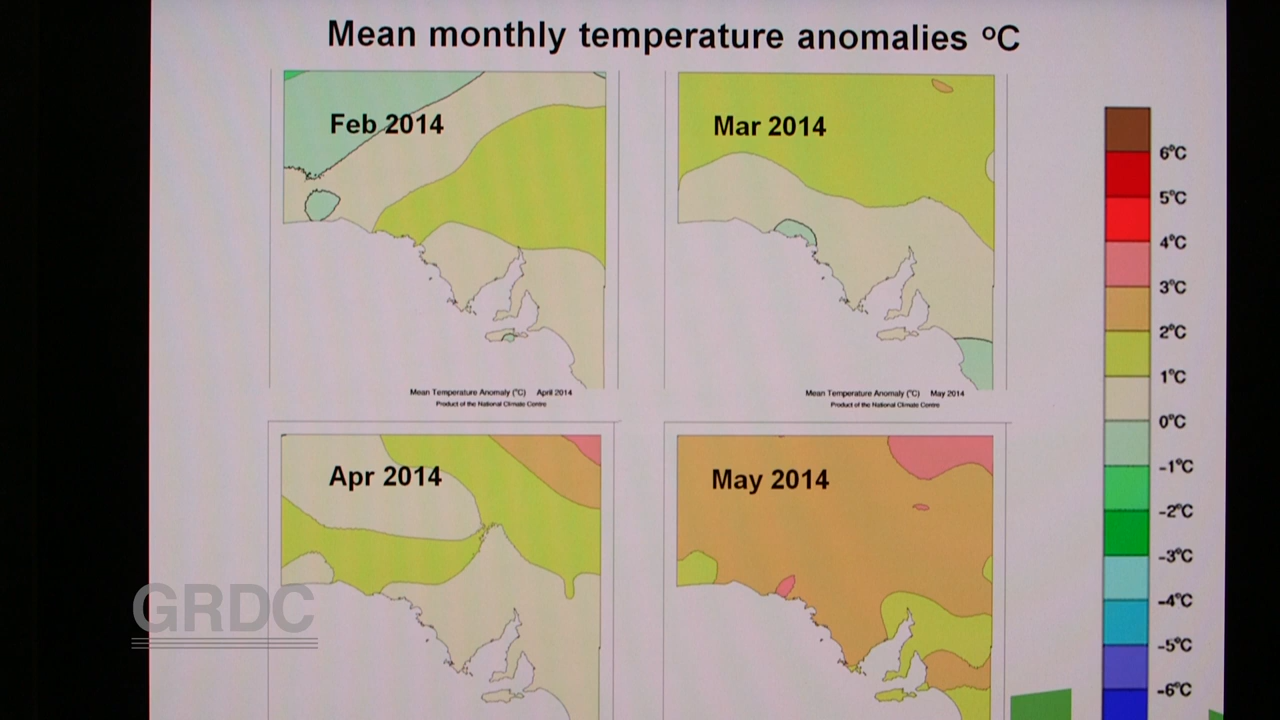 Mean monthly temperature anomalies ºC
Feb 2014
Mar 2014
Mean Temperature Anomaly (°C) April 2014
Product of the National Climate Centre
Mean Temperature Anomaly (°C) May 2014
Product of the National Climate Centre
Apr 2014
May 2014
6°C
5°C
4°C
3°C
2°C
1°C
0°C
-1°C
-2°C
-3°C
-4°C
-5°C
-6°C
GRDC